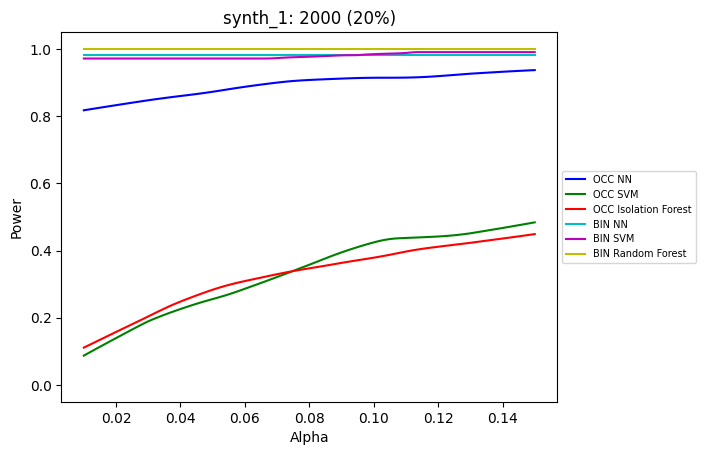 synth_1: 2000 (20%)
1.0
0.8
0.6
0.4
0.2
0.0
Power
0.02
0.04
0.06
0.08
0.10
0.12
0.14
Alpha
OCC NN
OCC SVM
OCC Isolation Forest
BIN NN
BIN SVM
BIN Random Forest